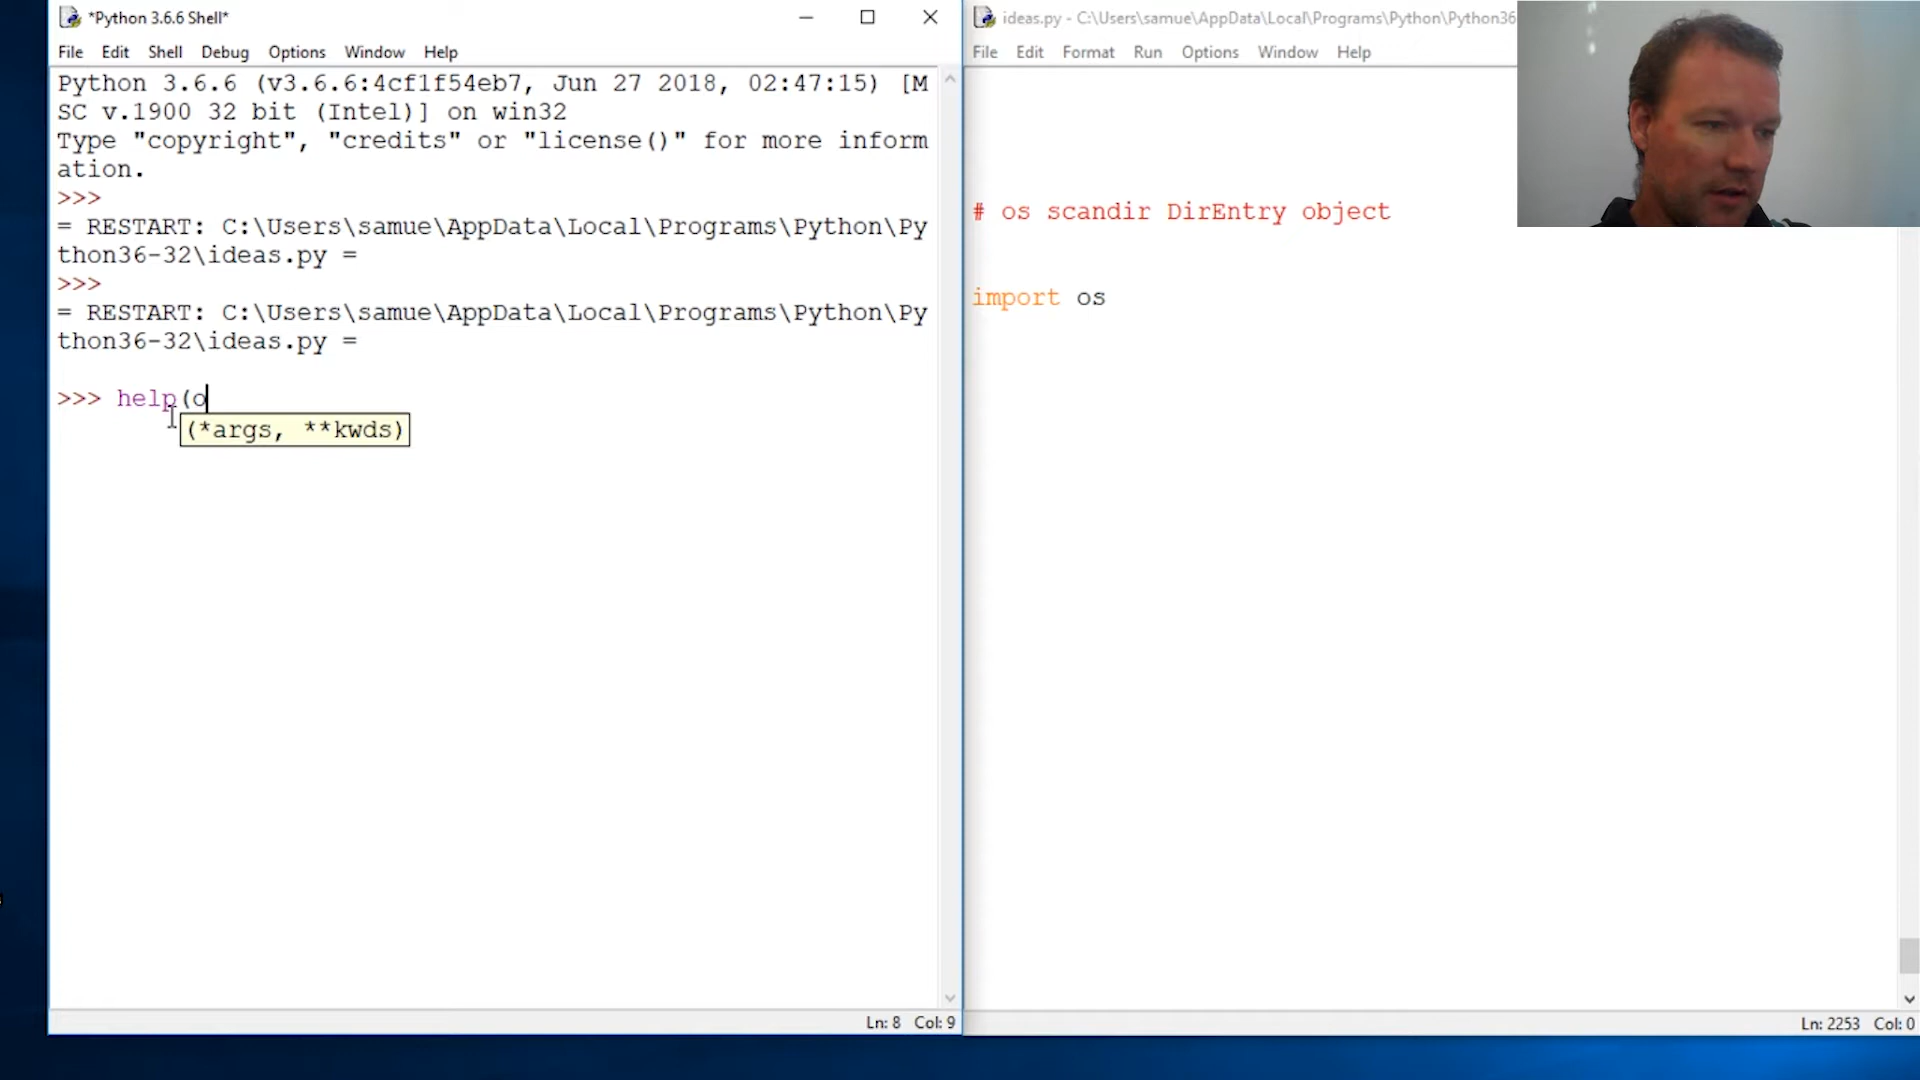 *Python 3.6.6 Shell*
File Edit Shell Debug Options Window Help
Python 3.6.6 (v3.6.6:4cf1f54eb7, Jun 27 2018, 02:47:15) [M
SC v.1900 32 bit (Intel)] on win32
Type "copyright", "credits" or "license()" for more inform
ation.
>>>
= RESTART: C:\Users\samue\AppData\Local\Programs\Python\Py
thon36-32\ideas.py =
>>>
= RESTART: C:\Users\samue\AppData\Local\Programs\Python\Py
thon36-32\ideas.py =
>>> help(o
(*args, **kwds)
Ln: 8 Col: 9
ideas.py - C:\Users\samue\AppData\Local\Programs\Python\Python36
File Edit Format Run Options Window Help
# os scandir DirEntry object
import os
Ln: 2253 Col: 0